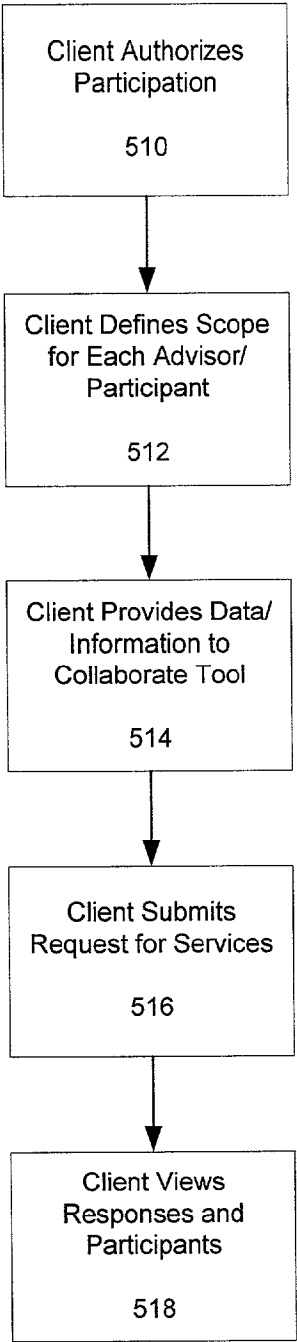 Client Authorizes
Participation
510
Client Defines Scope
for Each Advisor/
Participant
512
Client Provides Data/
Information to
Collaborate Tool
514
Client Submits
Request for Services
516
Client Views
Responses and
Participants
518